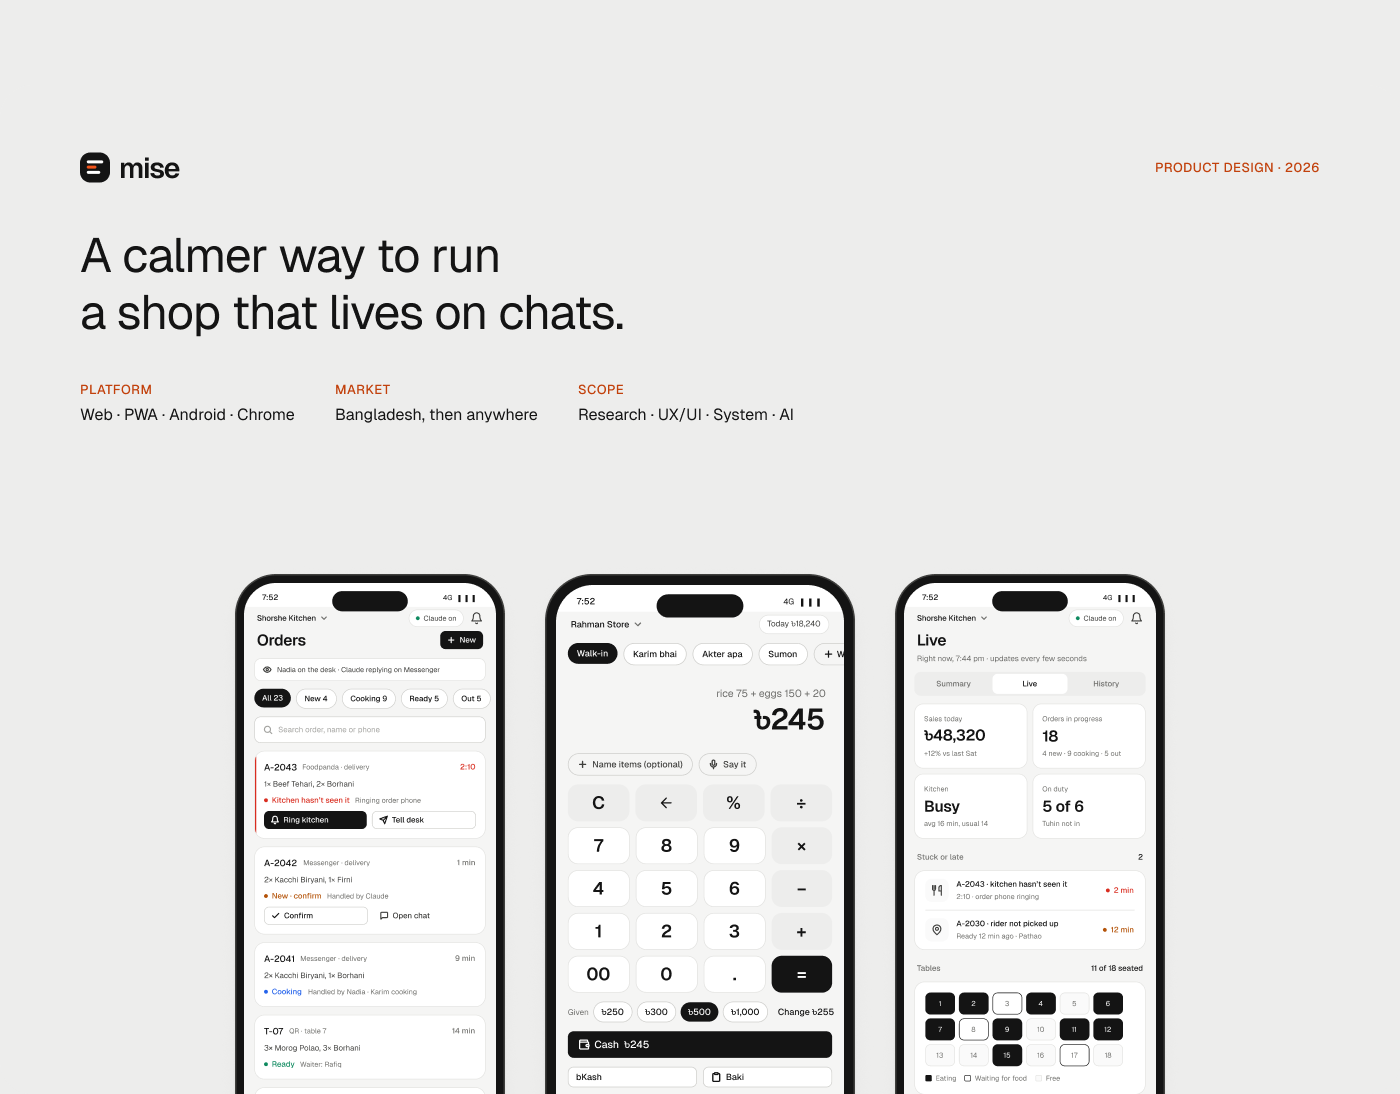 mise
PRODUCT DESIGN · 2026
A calmer way to run
a shop that lives on chats.
PLATFORM
Web · PWA · Android · Chrome
MARKET
Bangladesh, then anywhere
SCOPE
Research · UX/UI · System · AI
7:52
4G
Shorshe Kitchen
Claude on
Orders
+ New
Nadia on the desk · Claude replying on Messenger
All 23
New 4
Cooking 9
Ready 5
Out 5
Search order, name or phone
A-2043 Foodpanda · delivery 2:10
1× Beef Tehari, 2× Borhani
Kitchen hasn't seen it Ringing order phone
Ring kitchen
Tell desk
A-2042 Messenger · delivery 1 min
2× Kacchi Biryani, 1× Firni
New · confirm Handled by Claude
Confirm
Open chat
A-2041 Messenger · delivery 9 min
2× Kacchi Biryani, 1× Borhani
Cooking Handled by Nadia · Karim cooking
T-07 QR · table 7 14 min
3× Morog Polao, 3× Borhani
Ready Waiter: Rafiq
7:52
4G
Rahman Store
Today ৳18,240
Walk-in
Karim bhai
Akter apa
Sumon
+ W
rice 75 + eggs 150 + 20
৳245
+ Name items (optional)
Say it
C ← % ÷
7 8 9 ×
4 5 6 −
1 2 3 +
00 0 . =
Given ৳250 ৳300 ৳500 ৳1,000 Change ৳255
Cash ৳245
bKash
Baki
7:52
4G
Shorshe Kitchen
Claude on
Live
Right now, 7:44 pm · updates every few seconds
Summary
Live
History
Sales today
৳48,320
+12% vs last Sat
Orders in progress
18
4 new · 9 cooking · 5 out
Kitchen
Busy
avg 16 min, usual 14
On duty
5 of 6
Tuhin not in
Stuck or late 2
A-2043 · kitchen hasn't seen it
2:10 · order phone ringing
2 min
A-2030 · rider not picked up
Ready 12 min ago · Pathao
12 min
Tables 11 of 18 seated
1 2 3 4 5 6
7 8 9 10 11 12
13 14 15 16 17 18
Eating Waiting for food Free